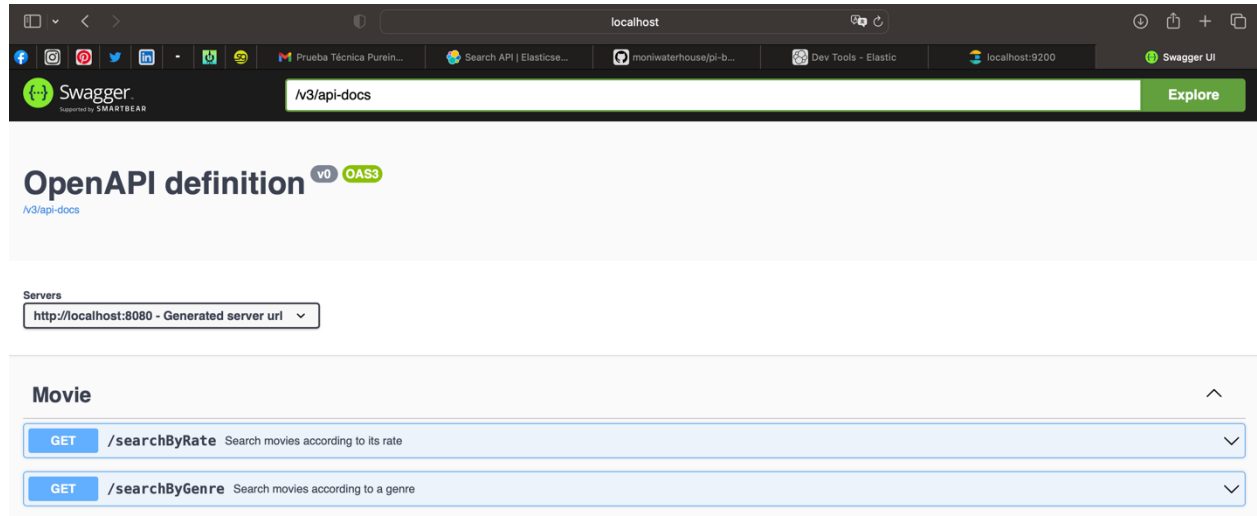 localhost
Prueba Técnica Purein... Search API | Elasticse... moniwaterhouse/pi-b... Dev Tools - Elastic localhost:9200 Swagger UI
Swagger. /v3/api-docs Explore
Supported by SMARTBEAR
OpenAPI definition v0 OAS3
/v3/api-docs
Servers
http://localhost:8080 - Generated server url
Movie
GET /searchByRate Search movies according to its rate
GET /searchByGenre Search movies according to a genre